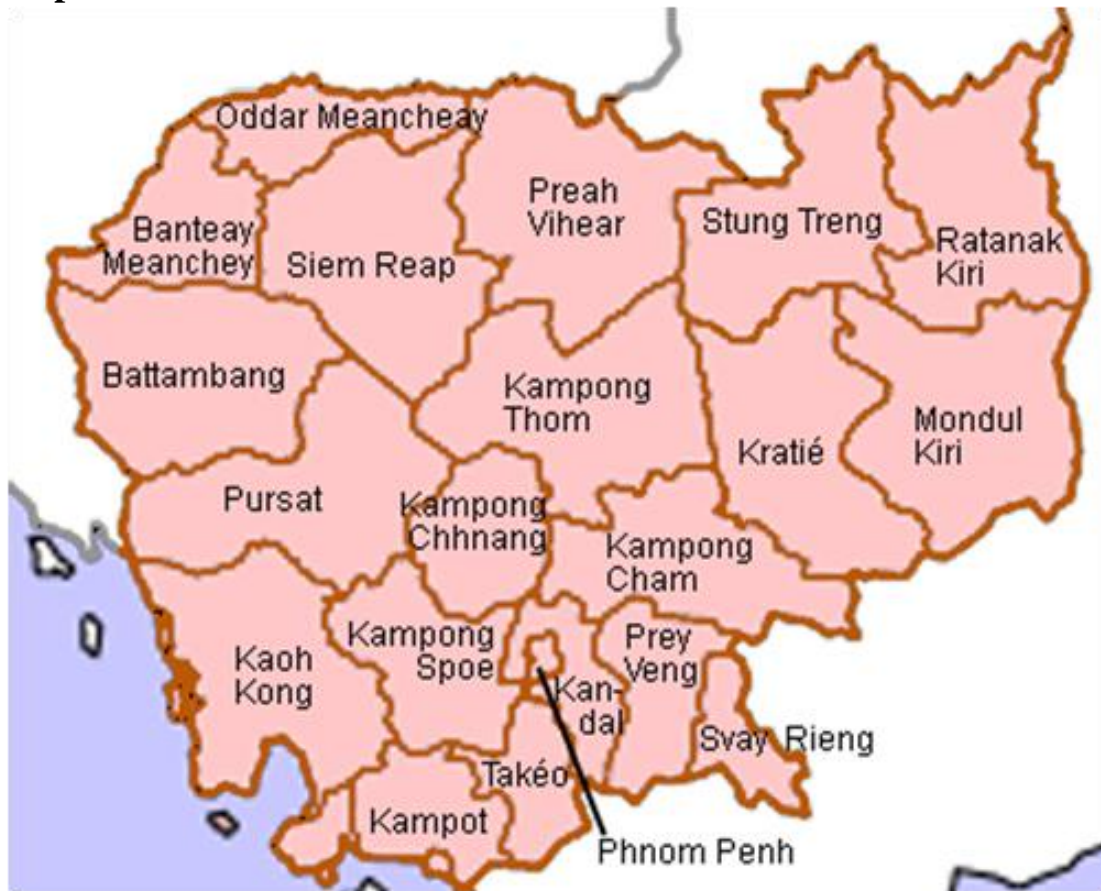 Oddar Meancheay
Preah
Vihear
Stung Treng
Banteay
Meanchey
Siem Reap
Ratanak
Kiri
Battambang
Kampong
Thom
Kratié
Mondul
Kiri
Pursat
Kampong
Chhnang
Kampong
Cham
Kampong
Spoe
Prey
Veng
Kaoh
Kong
Kan-
dal
Svay Rieng
Takéo
Kampot
Phnom Penh